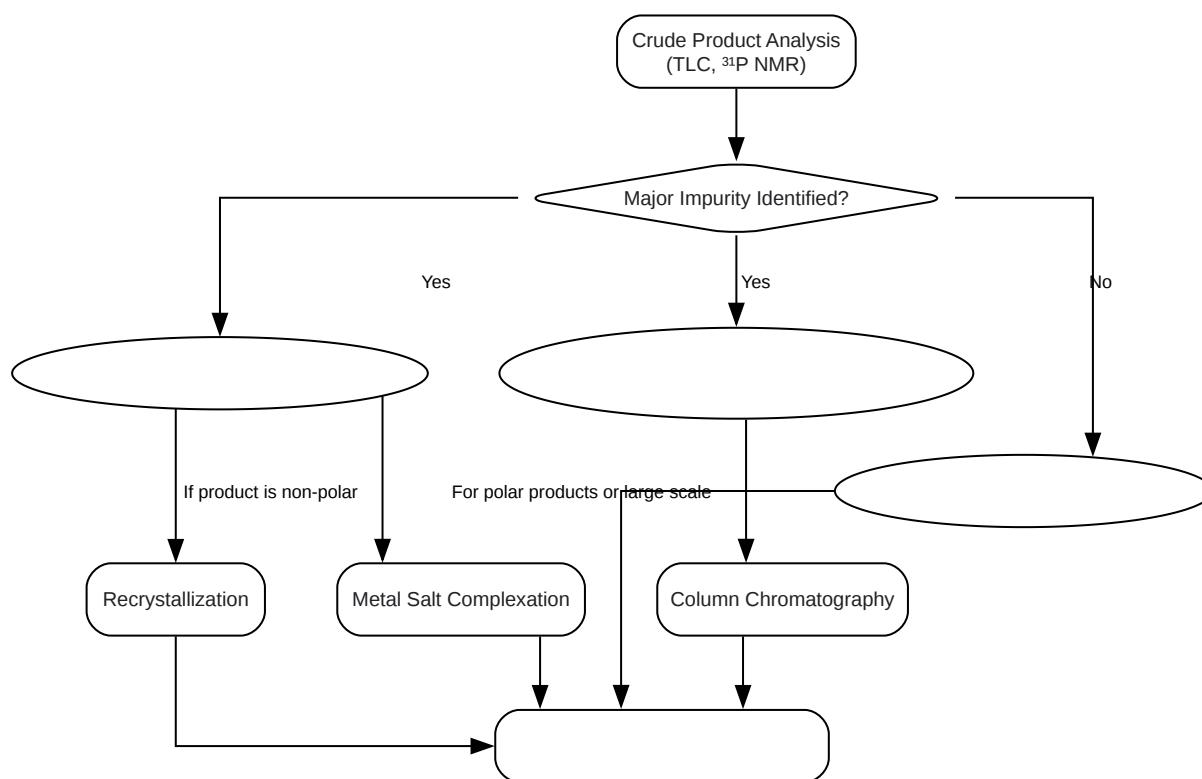 Crude Product Analysis
(TLC, ³¹P NMR)
Major Impurity Identified?
Yes
Yes
No
If product is non-polar
For polar products or large scale
Recrystallization
Metal Salt Complexation
Column Chromatography